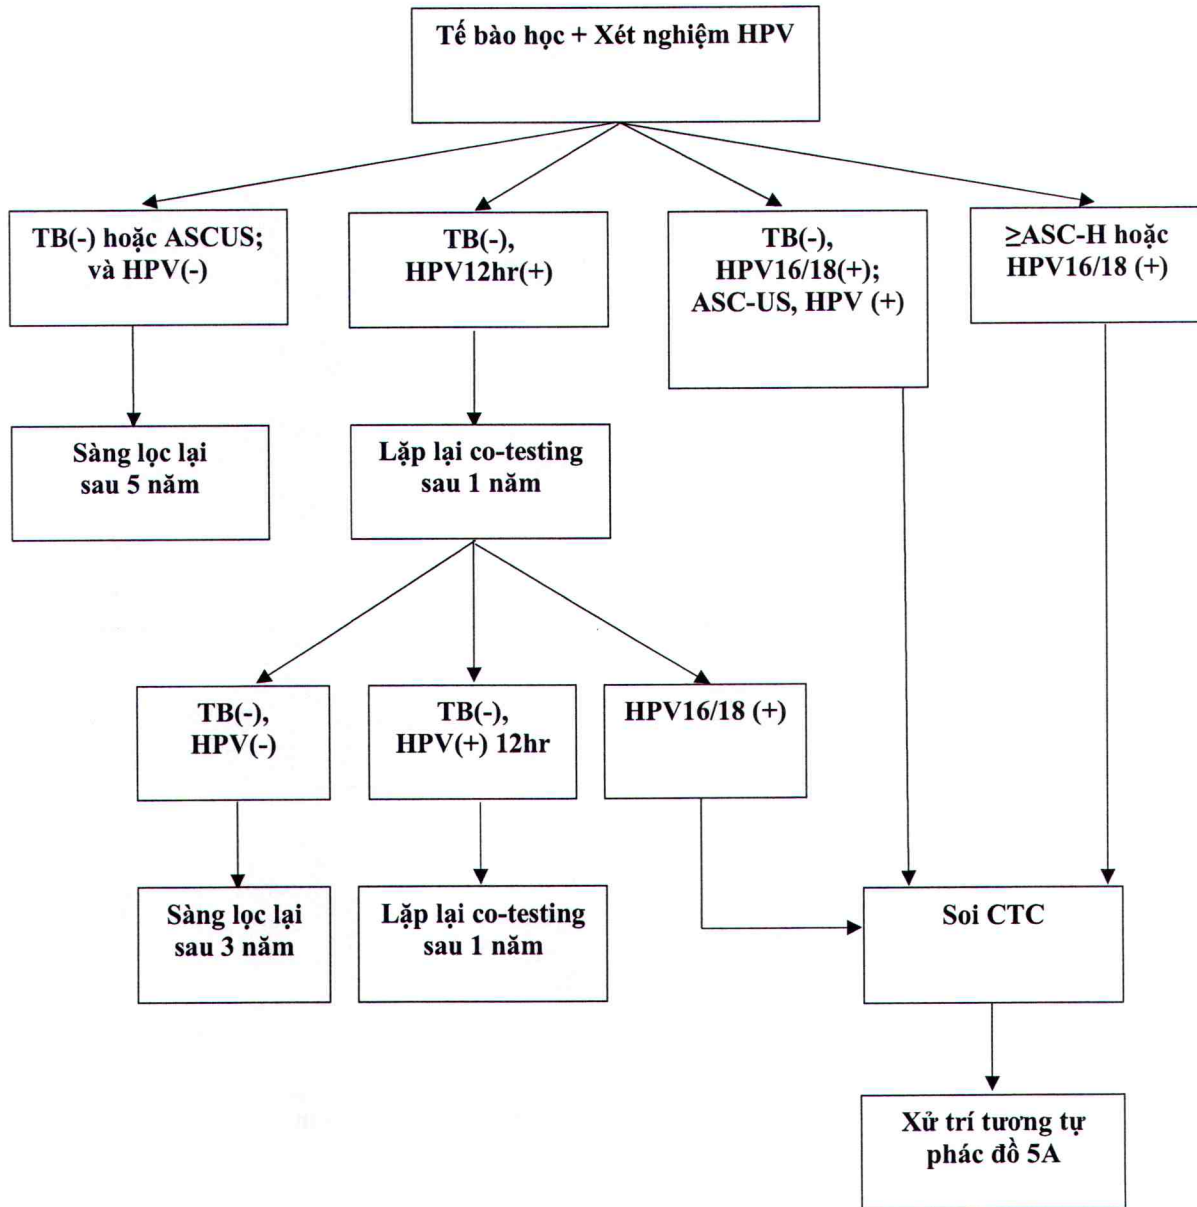 Tế bào học + Xét nghiệm HPV
TB(-) hoặc ASCUS;
và HPV(-)
TB(-),
HPV12hr(+)
TB(-),
HPV16/18(+);
ASC-US, HPV (+)
≥ASC-H hoặc
HPV16/18 (+)
Sàng lọc lại
sau 5 năm
Lặp lại co-testing
sau 1 năm
TB(-),
HPV(-)
TB(-),
HPV(+) 12hr
HPV16/18 (+)
Sàng lọc lại
sau 3 năm
Lặp lại co-testing
sau 1 năm
Soi CTC
Xử trí tương tự
phác đồ 5A